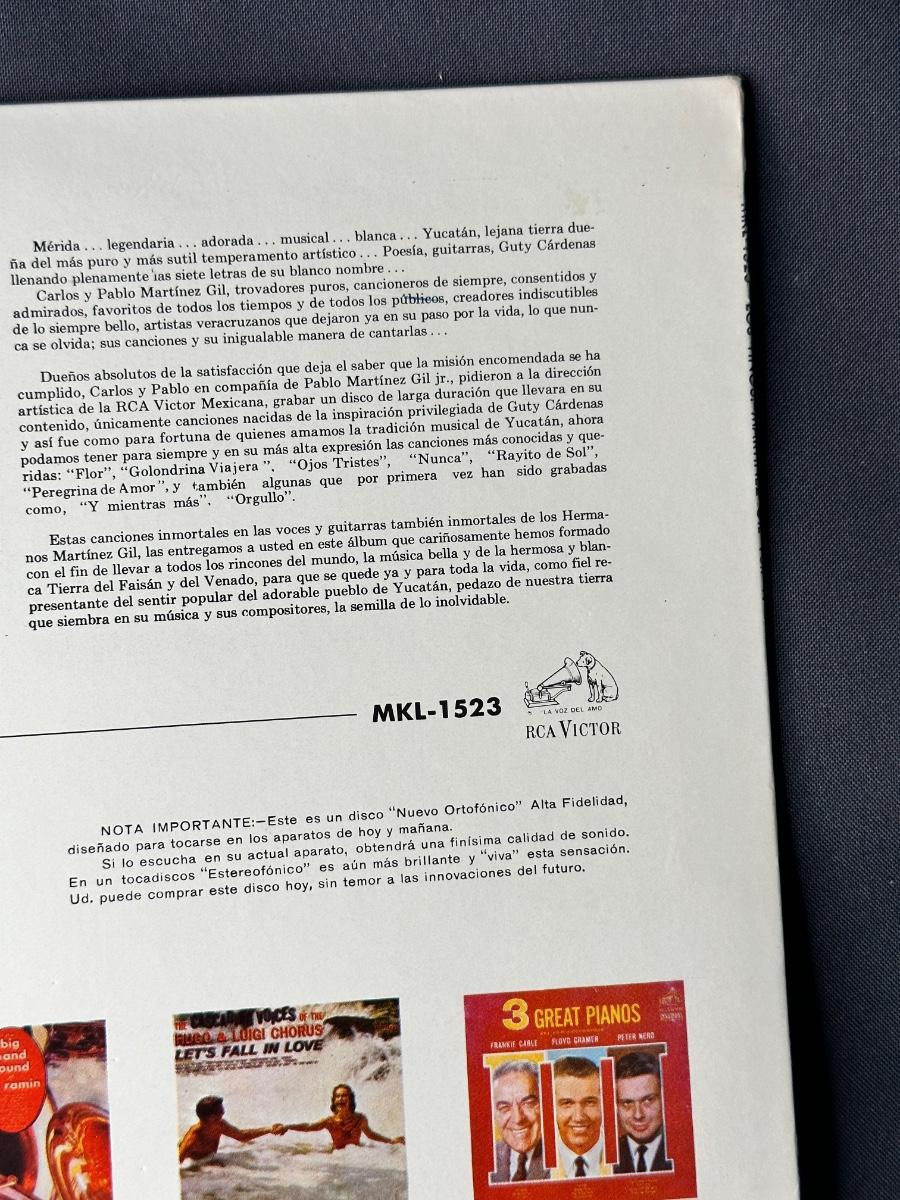 Mérida . . . legendaria . . . adorada . . . musical . . . blanca . . . Yucatán, lejana tierra due-
ña del más puro y más sutil temperamento artístico . . . Poesía, guitarras, Guty Cárdenas
llenando plenamente las siete letras de su blanco nombre . . .
Carlos y Pablo Martínez Gil, trovadores puros, cancioneros de siempre, consentidos y
admirados, favoritos de todos los tiempos y de todos los públicos, creadores indiscutibles
de lo siempre bello, artistas veracruzanos que dejaron ya en su paso por la vida, lo que nun-
ca se olvida; sus canciones y su inigualable manera de cantarlas . . .
Dueños absolutos de la satisfacción que deja el saber que la misión encomendada se ha
cumplido, Carlos y Pablo en compañía de Pablo Martínez Gil jr., pidieron a la dirección
artística de la RCA Victor Mexicana, grabar un disco de larga duración que llevara en su
contenido, únicamente canciones nacidas de la inspiración privilegiada de Guty Cárdenas
y así fue como para fortuna de quienes amamos la tradición musical de Yucatán, ahora
podamos tener para siempre y en su más alta expresión las canciones más conocidas y que-
ridas: "Flor", "Golondrina Viajera ", "Ojos Tristes", "Nunca", "Rayito de Sol",
"Peregrina de Amor", y también algunas que por primera vez han sido grabadas
como, "Y mientras más", "Orgullo".
Estas canciones inmortales en las voces y guitarras también inmortales de los Herma-
nos Martínez Gil, las entregamos a usted en este álbum que cariñosamente hemos formado
con el fin de llevar a todos los rincones del mundo, la música bella y de la hermosa y blan-
ca Tierra del Faisán y del Venado, para que se quede ya y para toda la vida, como fiel re-
presentante del sentir popular del adorable pueblo de Yucatán, pedazo de nuestra tierra
que siembra en su música y sus compositores, la semilla de lo inolvidable.
MKL-1523
LA VOZ DEL AMO
RCA VICTOR
NOTA IMPORTANTE:—Este es un disco "Nuevo Ortofónico" Alta Fidelidad,
diseñado para tocarse en los aparatos de hoy y mañana.
Si lo escucha en su actual aparato, obtendrá una finísima calidad de sonido.
En un tocadiscos "Estereofónico" es aún más brillante y "viva" esta sensación.
Ud. puede comprar este disco hoy, sin temor a las innovaciones del futuro.
big
and
ound
ramin
THE CASCADING VOICES OF THE
HUGO & LUIGI CHORUS
LET'S FALL IN LOVE
3 GREAT PIANOS
FRANKIE CARLE FLOYD CRAMER PETER NERO